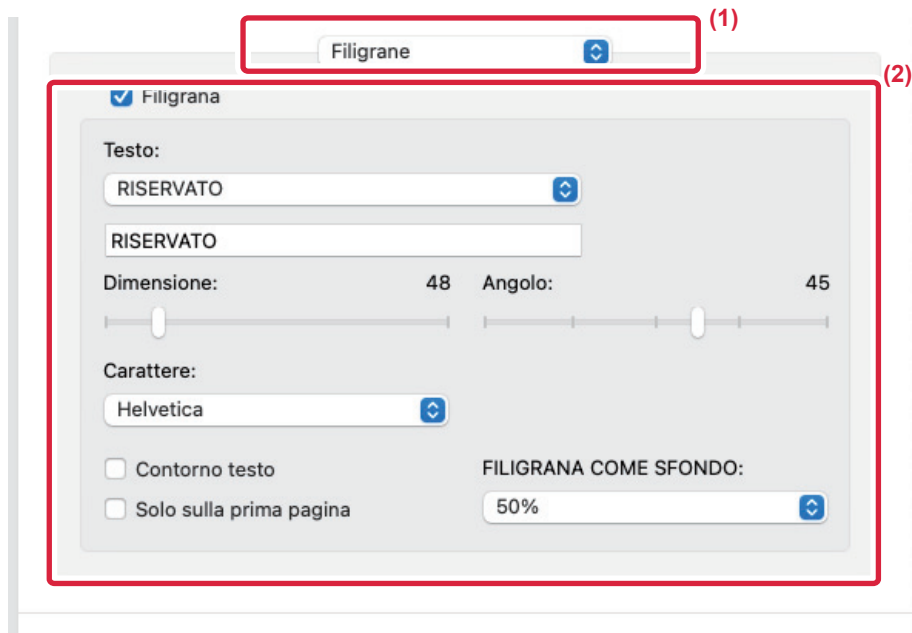 (1)
Filigrane
(2)
Filigrana
Testo:
RISERVATO
RISERVATO
Dimensione: 48 Angolo: 45
Carattere:
Helvetica
Contorno testo FILIGRANA COME SFONDO:
Solo sulla prima pagina 50%